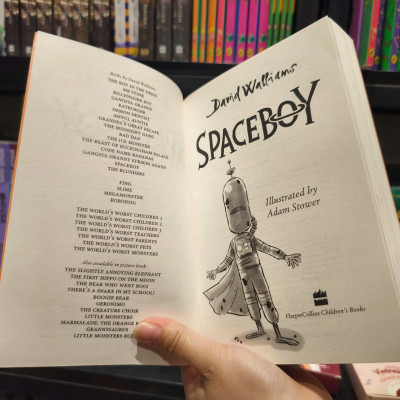 Books by David Walliams
THE BOY IN THE DRESS
MR STINK
BILLIONAIRE BOY
GANGSTA GRANNY
RATBURGER
DEMON DENTIST
AWFUL AUNTIE
GRANDPA'S GREAT ESCAPE
THE MIDNIGHT GANG
BAD DAD
THE ICE MONSTER
THE BEAST OF BUCKINGHAM PALACE
CODE NAME BANANAS
GANGSTA GRANNY STRIKES AGAIN!
SPACEBOY
THE BLUNDERS
FING
SLIME
MEGAMONSTER
ROBODOG
THE WORLD'S WORST CHILDREN 1
THE WORLD'S WORST CHILDREN 2
THE WORLD'S WORST CHILDREN 3
THE WORLD'S WORST TEACHERS
THE WORLD'S WORST PARENTS
THE WORLD'S WORST PETS
THE WORLD'S WORST MONSTERS
Also available in picture book:
THE SLIGHTLY ANNOYING ELEPHANT
THE FIRST HIPPO ON THE MOON
THE BEAR WHO WENT BOO!
THERE'S A SNAKE IN MY SCHOOL!
BOOGIE BEAR
GERONIMO
THE CREATURE CHOIR
LITTLE MONSTERS
MARMALADE: THE ORANGE
GRANNYSAURUS
LITTLE MONSTERS
David Walliams
SPACEBOY
Illustrated by
Adam Stower
HarperCollins Children's Books